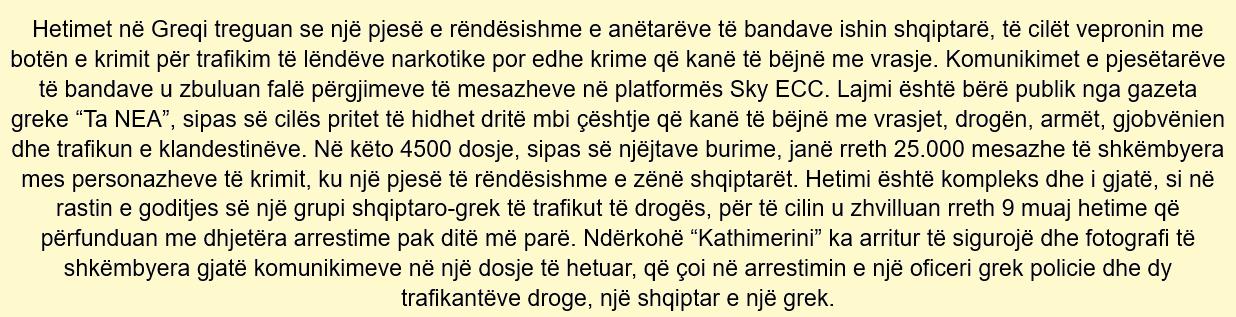 Hetimet në Greqi treguan se një pjesë e rëndësishme e anëtarëve të bandave ishin shqiptarë, të cilët vepronin me
botën e krimit për trafikim të lëndëve narkotike por edhe krime që kanë të bëjnë me vrasje. Komunikimet e pjesëtarëve
të bandave u zbuluan falë përgjimeve të mesazheve në platformës Sky ECC. Lajmi është bërë publik nga gazeta
greke “Ta NEA”, sipas së cilës pritet të hidhet dritë mbi çështje që kanë të bëjnë me vrasjet, drogën, armët, gjobvënien
dhe trafikun e klandestinëve. Në këto 4500 dosje, sipas së njëjtave burime, janë rreth 25.000 mesazhe të shkëmbyera
mes personazheve të krimit, ku një pjesë të rëndësishme e zënë shqiptarët. Hetimi është kompleks dhe i gjatë, si në
rastin e goditjes së një grupi shqiptaro-grek të trafikut të drogës, për të cilin u zhvilluan rreth 9 muaj hetime që
përfunduan me dhjetëra arrestime pak ditë më parë. Ndërkohë “Kathimerini” ka arritur të sigurojë dhe fotografi të
shkëmbyera gjatë komunikimeve në një dosje të hetuar, që çoi në arrestimin e një oficeri grek policie dhe dy
trafikantëve droge, një shqiptar e një grek.